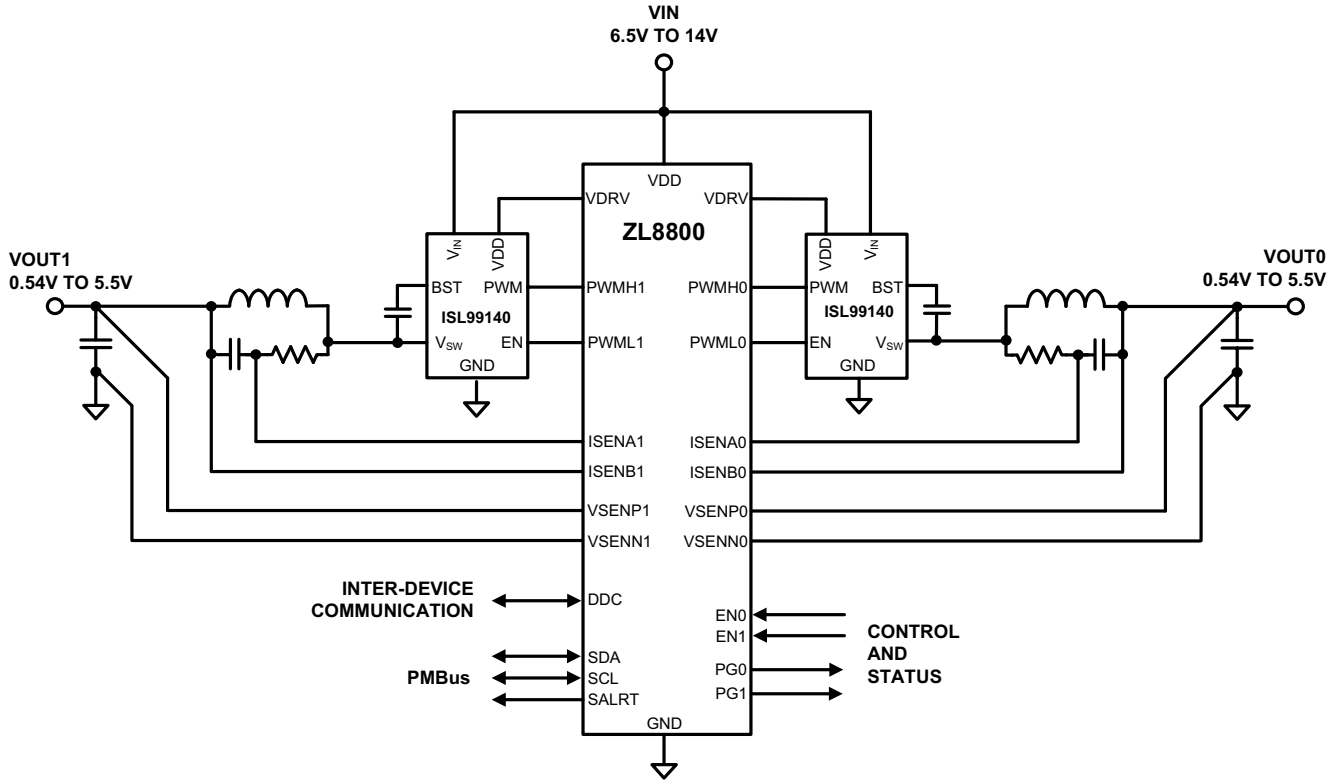 VIN
6.5V TO 14V
VDD
VDRV
VDRV
ZL8800
VIN
VDD
VDD
VIN
VOUT1
0.54V TO 5.5V
VOUT0
0.54V TO 5.5V
BST
PWM
PWMH1
PWMH0
PWM
BST
ISL99140
ISL99140
VSW
EN
PWML1
PWML0
EN
VSW
GND
GND
ISENA1
ISENA0
ISENB1
ISENB0
VSENP1
VSENP0
VSENN1
VSENN0
INTER-DEVICE
COMMUNICATION
DDC
EN0
EN1
CONTROL
AND
STATUS
PMBus
SDA
SCL
SALRT
PG0
PG1
GND